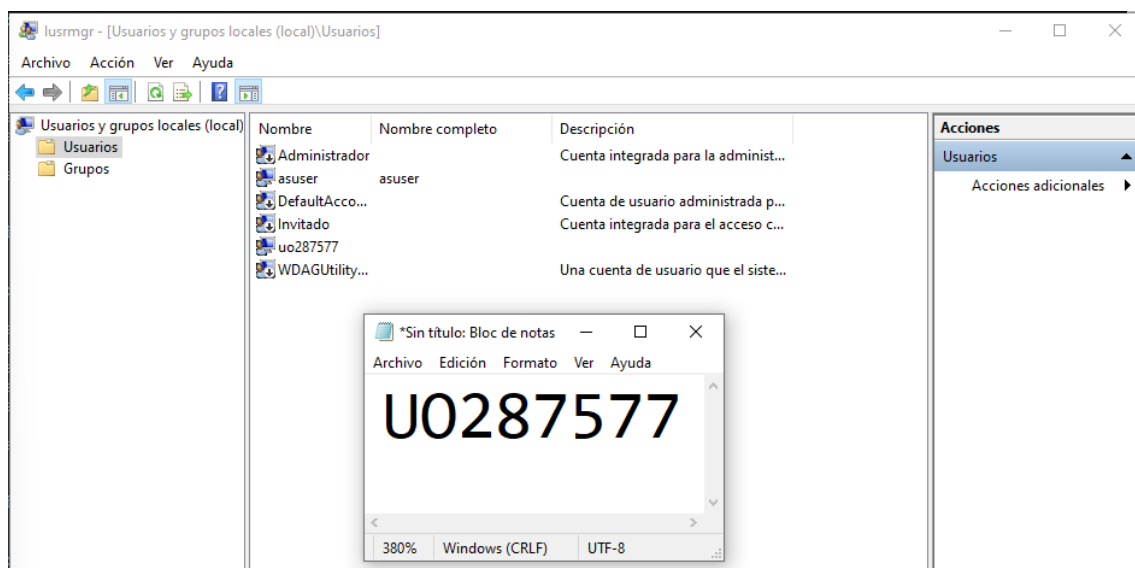 lusrmgr - [Usuarios y grupos locales (local)\Usuarios]
Archivo Acción Ver Ayuda
Usuarios y grupos locales (local)
Usuarios
Grupos
Nombre Nombre completo Descripción
Administrador Cuenta integrada para la administ...
asuser asuser
DefaultAcco... Cuenta de usuario administrada p...
Invitado Cuenta integrada para el acceso c...
uo287577
WDAGUtility... Una cuenta de usuario que el siste...
Acciones
Usuarios
Acciones adicionales
*Sin título: Bloc de notas
Archivo Edición Formato Ver Ayuda
UO287577
380% Windows (CRLF) UTF-8